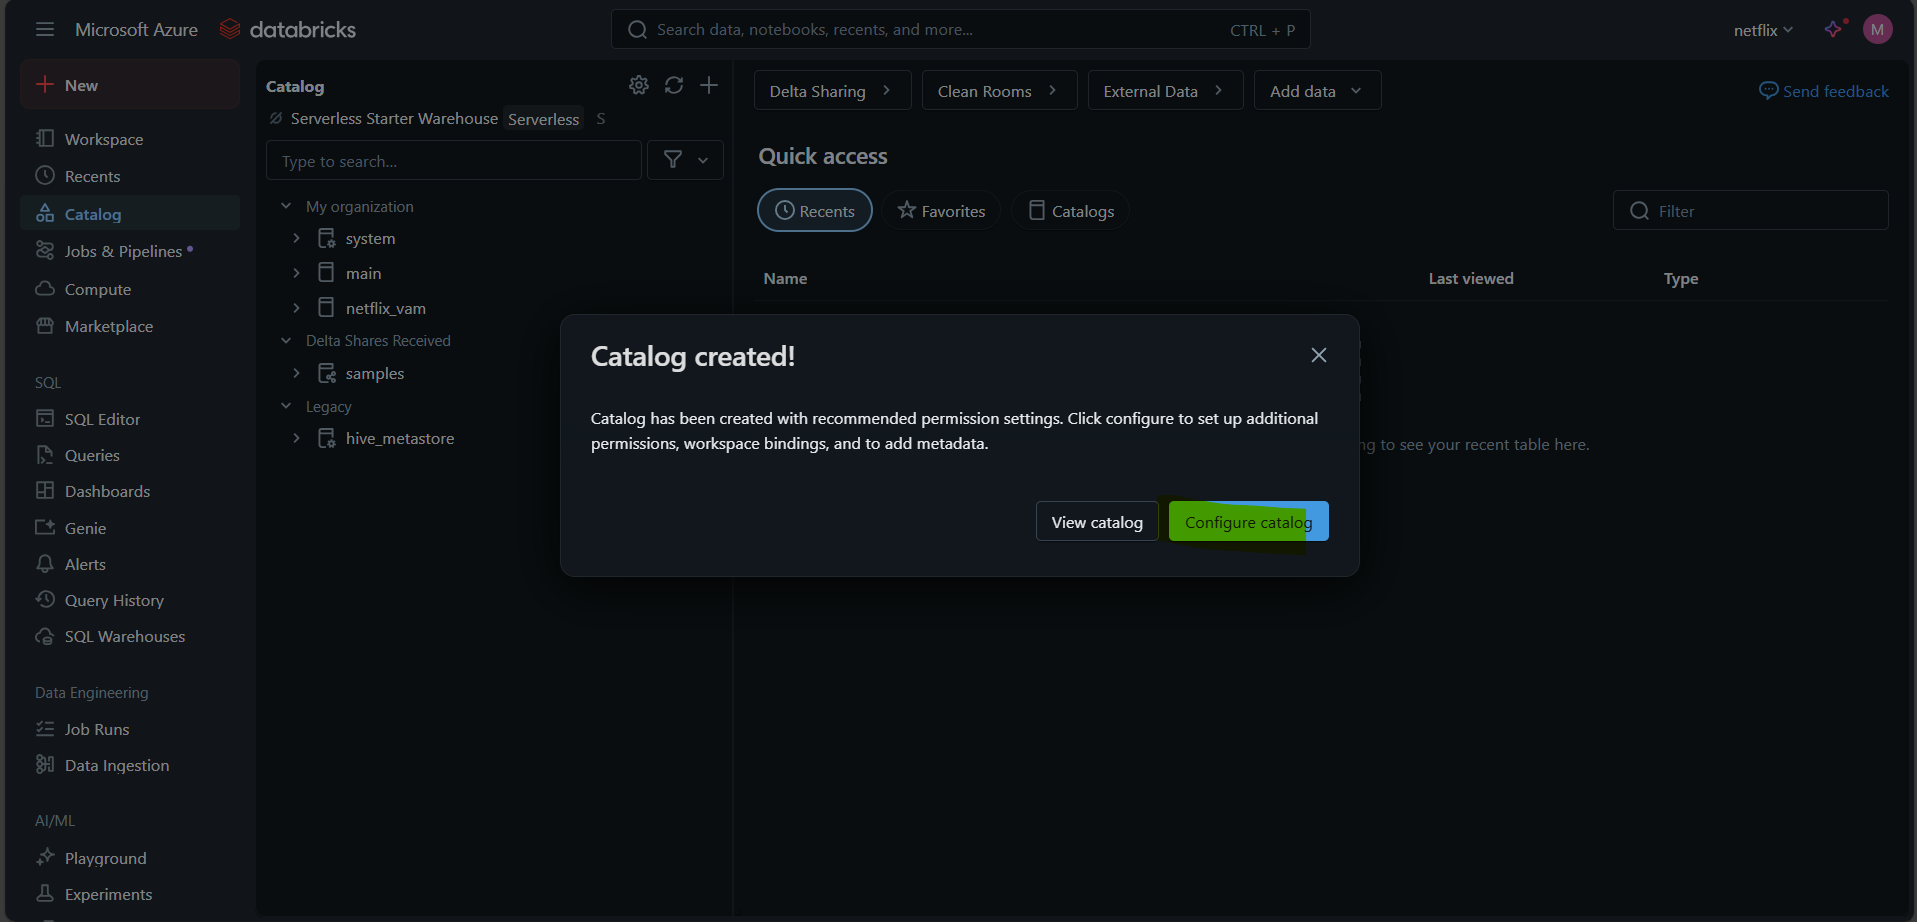 Microsoft Azure databricks
Search data, notebooks, recents, and more... CTRL + P
netflix
M
New
Workspace
Recents
Catalog
Jobs & Pipelines
Compute
Marketplace
SQL
SQL Editor
Queries
Dashboards
Genie
Alerts
Query History
SQL Warehouses
Data Engineering
Job Runs
Data Ingestion
AI/ML
Playground
Experiments
Catalog
Serverless Starter Warehouse Serverless S
Type to search...
My organization
system
main
netflix_vam
Delta Shares Received
samples
Legacy
hive_metastore
Delta Sharing
Clean Rooms
External Data
Add data
Send feedback
Quick access
Recents
Favorites
Catalogs
Filter
Name Last viewed Type
to see your recent table here.
Catalog created!
Catalog has been created with recommended permission settings. Click configure to set up additional
permissions, workspace bindings, and to add metadata.
View catalog
Configure catalog